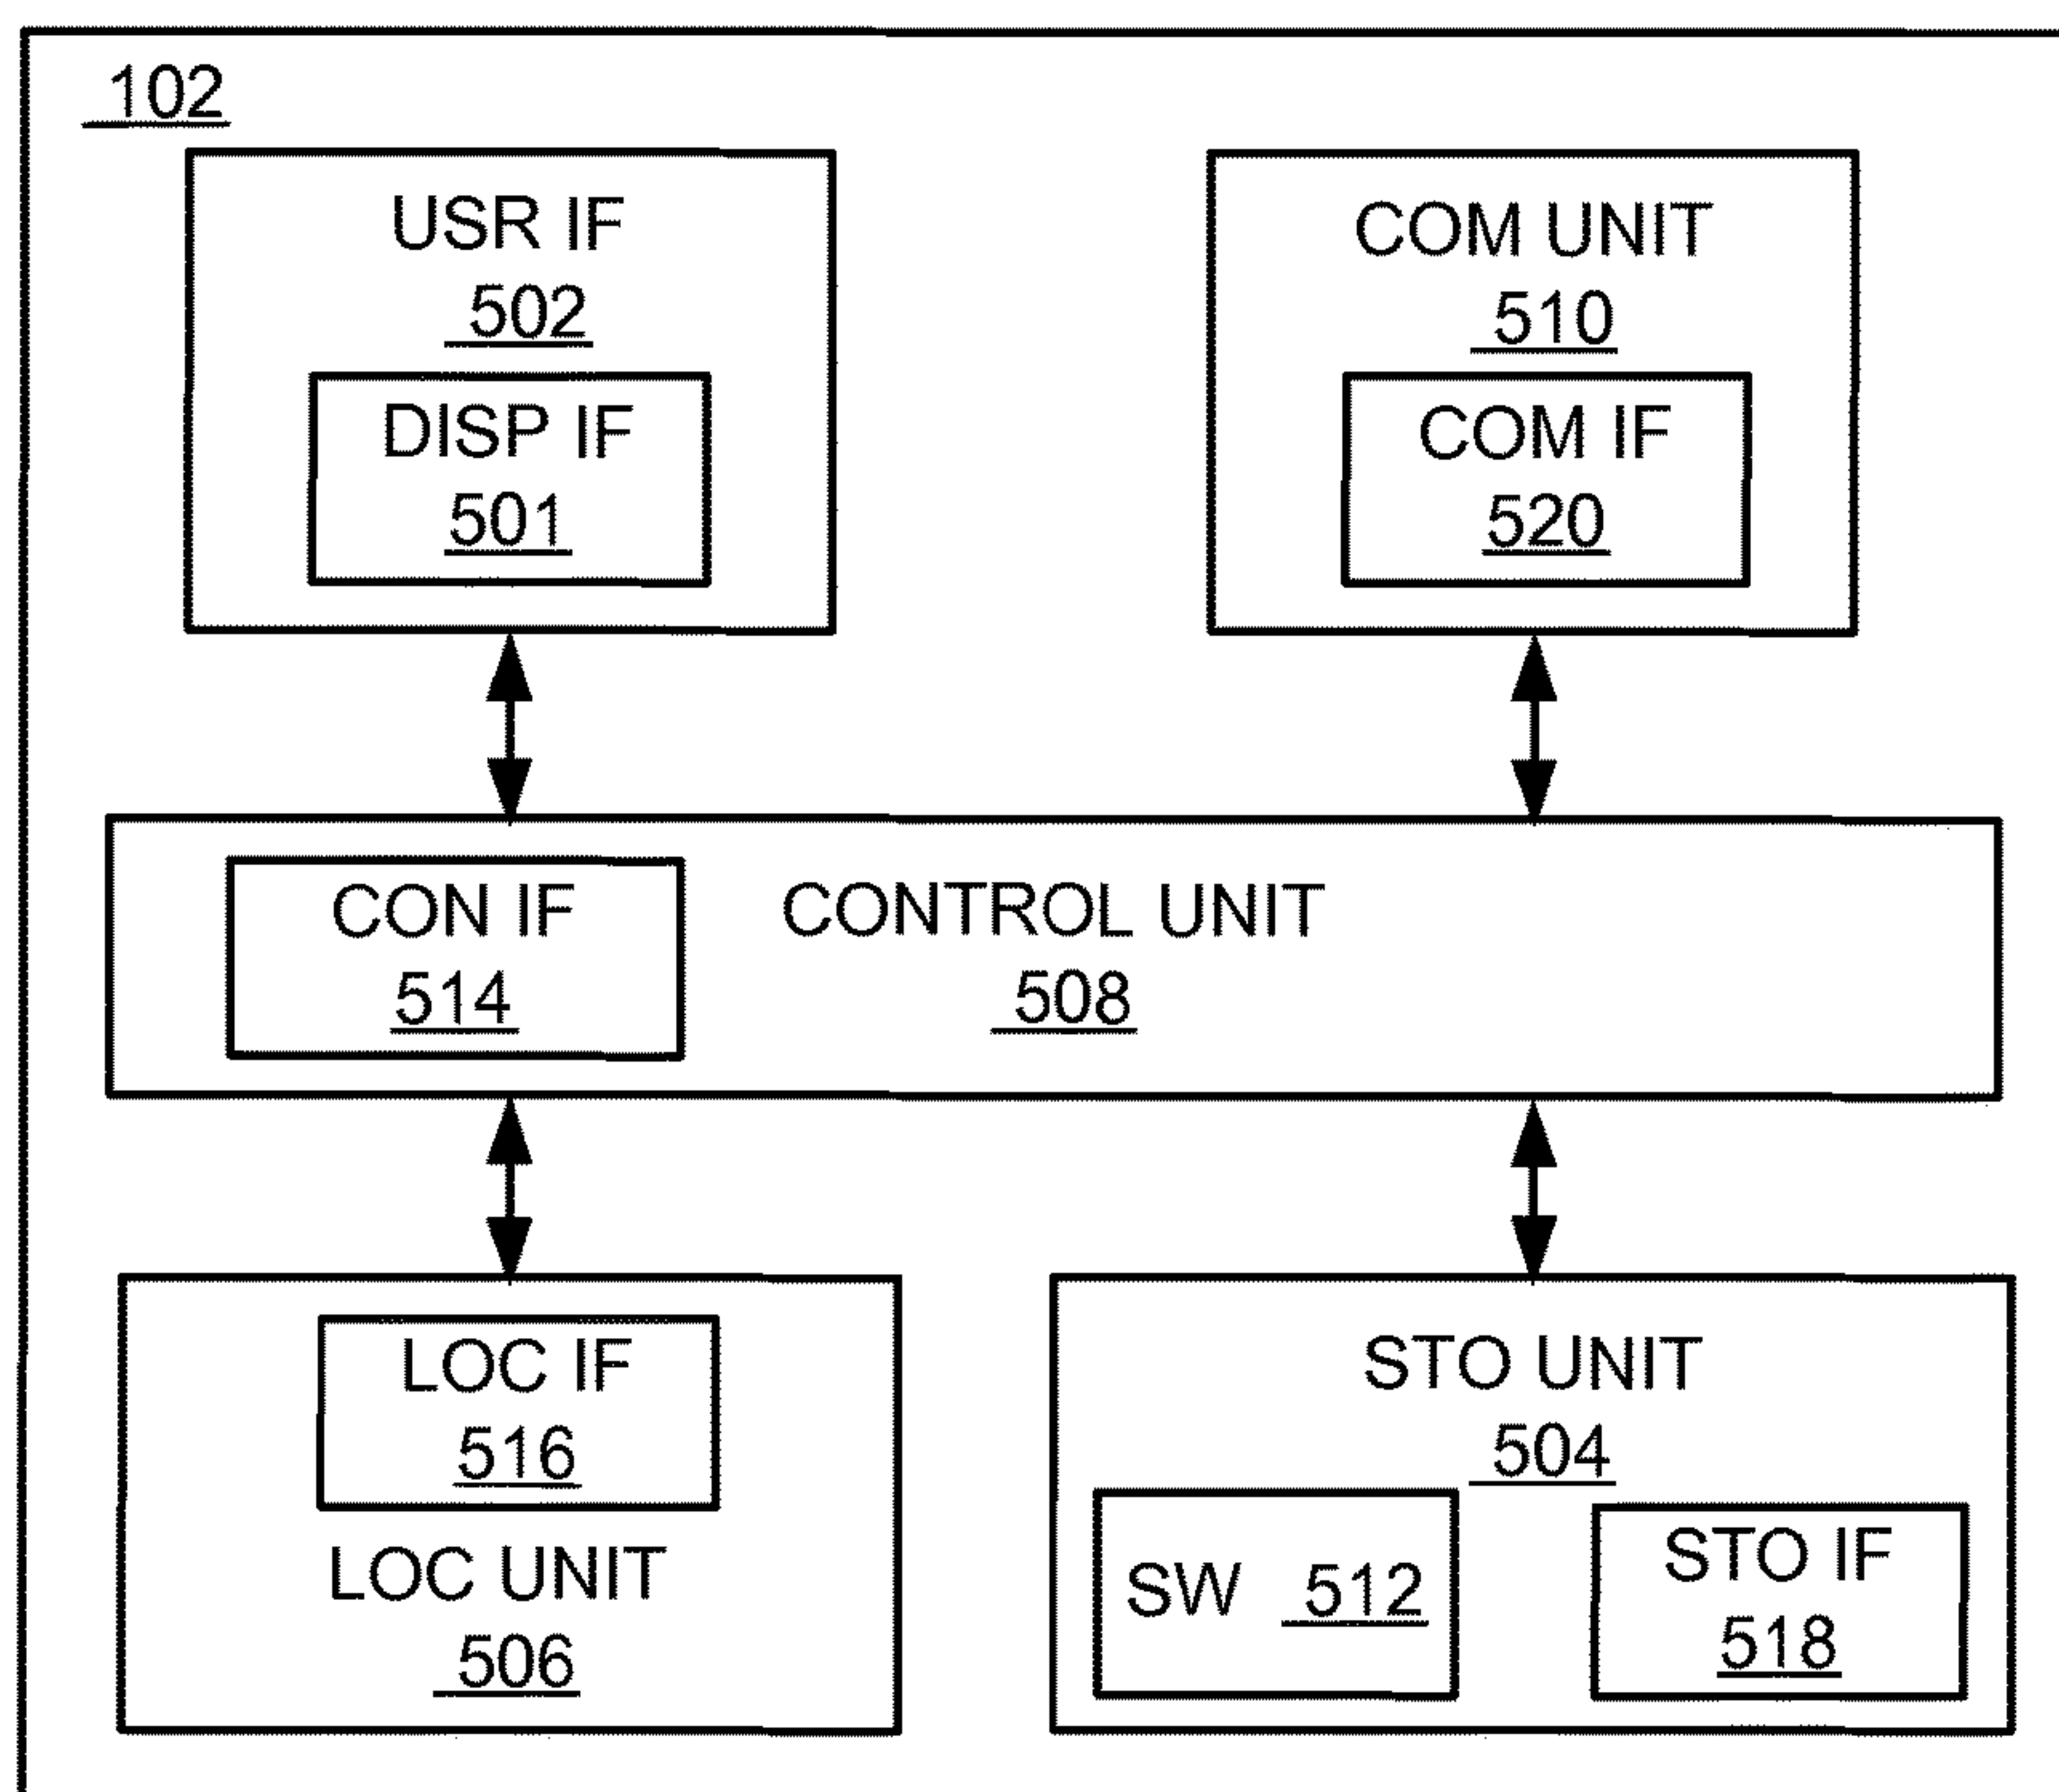 102
USR IF
502
DISP IF
501
COM UNIT
510
COM IF
520
CON IF
514
CONTROL UNIT
508
LOC IF
516
LOC UNIT
506
STO UNIT
504
SW 512
STO IF
518